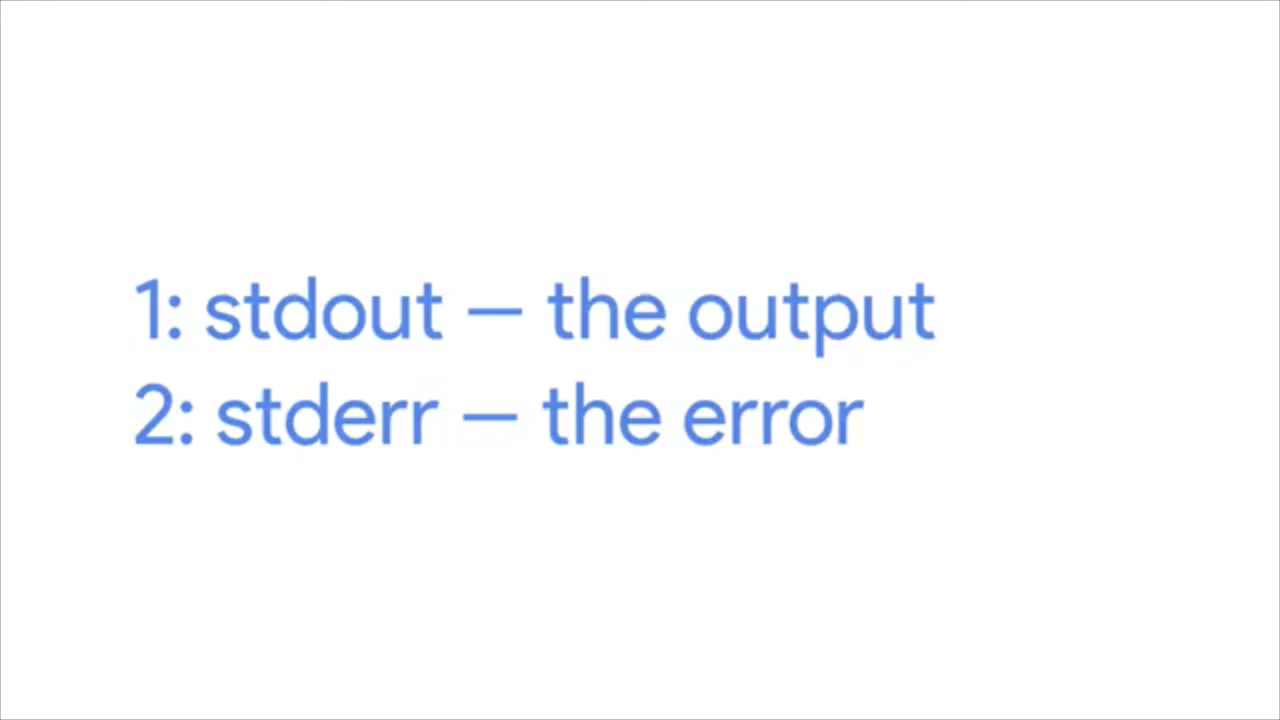 1: stdout — the output
2: stderr — the error